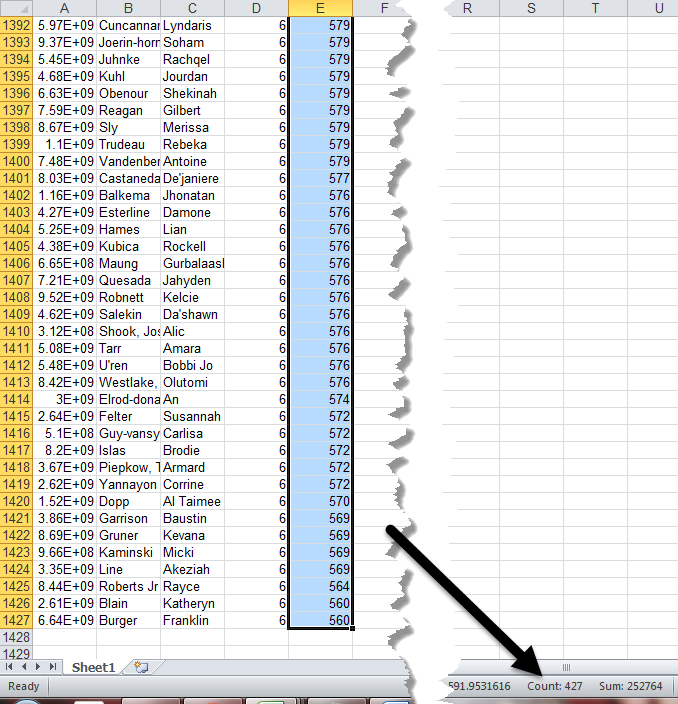 A B C D E F R S T U
1392 5.97E+09 Cuncannar Lyndaris 6 579
1393 9.37E+09 Joerin-horn Soham 6 579
1394 5.45E+09 Juhnke Rachqel 6 579
1395 4.68E+09 Kuhl Jourdan 6 579
1396 6.63E+09 Obenour Shekinah 6 579
1397 7.59E+09 Reagan Gilbert 6 579
1398 8.67E+09 Sly Merissa 6 579
1399 1.1E+09 Trudeau Rebeka 6 579
1400 7.48E+09 Vandenber Antoine 6 579
1401 8.03E+09 Castaneda De'janiere 6 577
1402 1.16E+09 Balkema Jhonatan 6 576
1403 4.27E+09 Esterline Damone 6 576
1404 5.25E+09 Hames Lian 6 576
1405 4.38E+09 Kubica Rockell 6 576
1406 6.65E+08 Maung Gurbalaasl 6 576
1407 7.21E+09 Quesada Jahyden 6 576
1408 9.52E+09 Robnett Kelcie 6 576
1409 4.62E+09 Salekin Da'shawn 6 576
1410 3.12E+08 Shook, Jos Alic 6 576
1411 5.08E+09 Tarr Amara 6 576
1412 5.48E+09 U'ren Bobbi Jo 6 576
1413 8.42E+09 Westlake, Olutomi 6 576
1414 3E+09 Elrod-dona An 6 574
1415 2.64E+09 Felter Susannah 6 572
1416 5.1E+08 Guy-vansy Carlisa 6 572
1417 8.2E+09 Islas Brodie 6 572
1418 3.67E+09 Piepkow, T Armard 6 572
1419 2.62E+09 Yannayon Corrine 6 572
1420 1.52E+09 Dopp Al Taimee 6 570
1421 3.86E+09 Garrison Baustin 6 569
1422 8.69E+09 Gruner Kevana 6 569
1423 9.66E+08 Kaminski Micki 6 569
1424 3.35E+09 Line Akeziah 6 569
1425 8.44E+09 Roberts Jr Rayce 6 564
1426 2.61E+09 Blain Katheryn 6 560
1427 6.64E+09 Burger Franklin 6 560
1428
1429
Sheet1
Ready 591.9531616 Count: 427 Sum: 252764